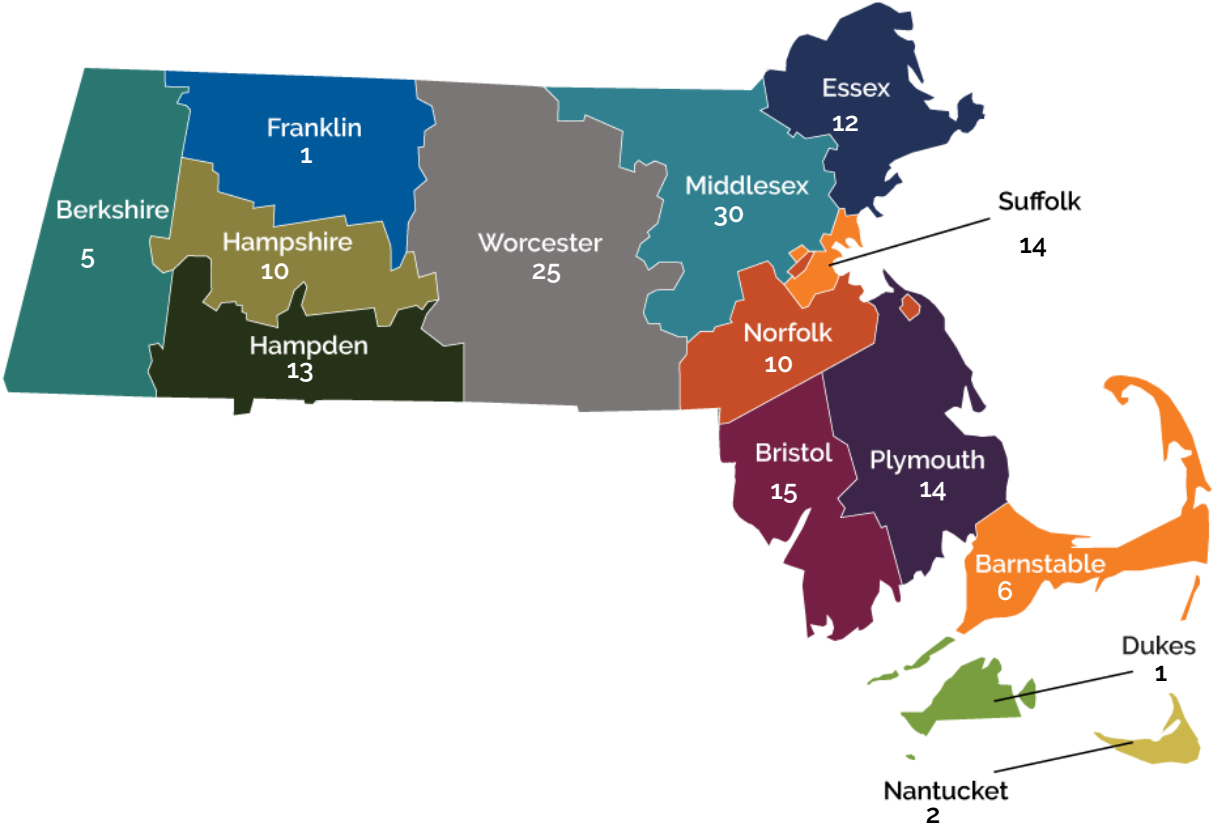 Essex
12
Franklin
1
Middlesex
30
Suffolk
14
Berkshire
5
Hampshire
10
Worcester
25
Norfolk
10
Hampden
13
Bristol
15
Plymouth
14
Barnstable
6
Dukes
1
Nantucket
2